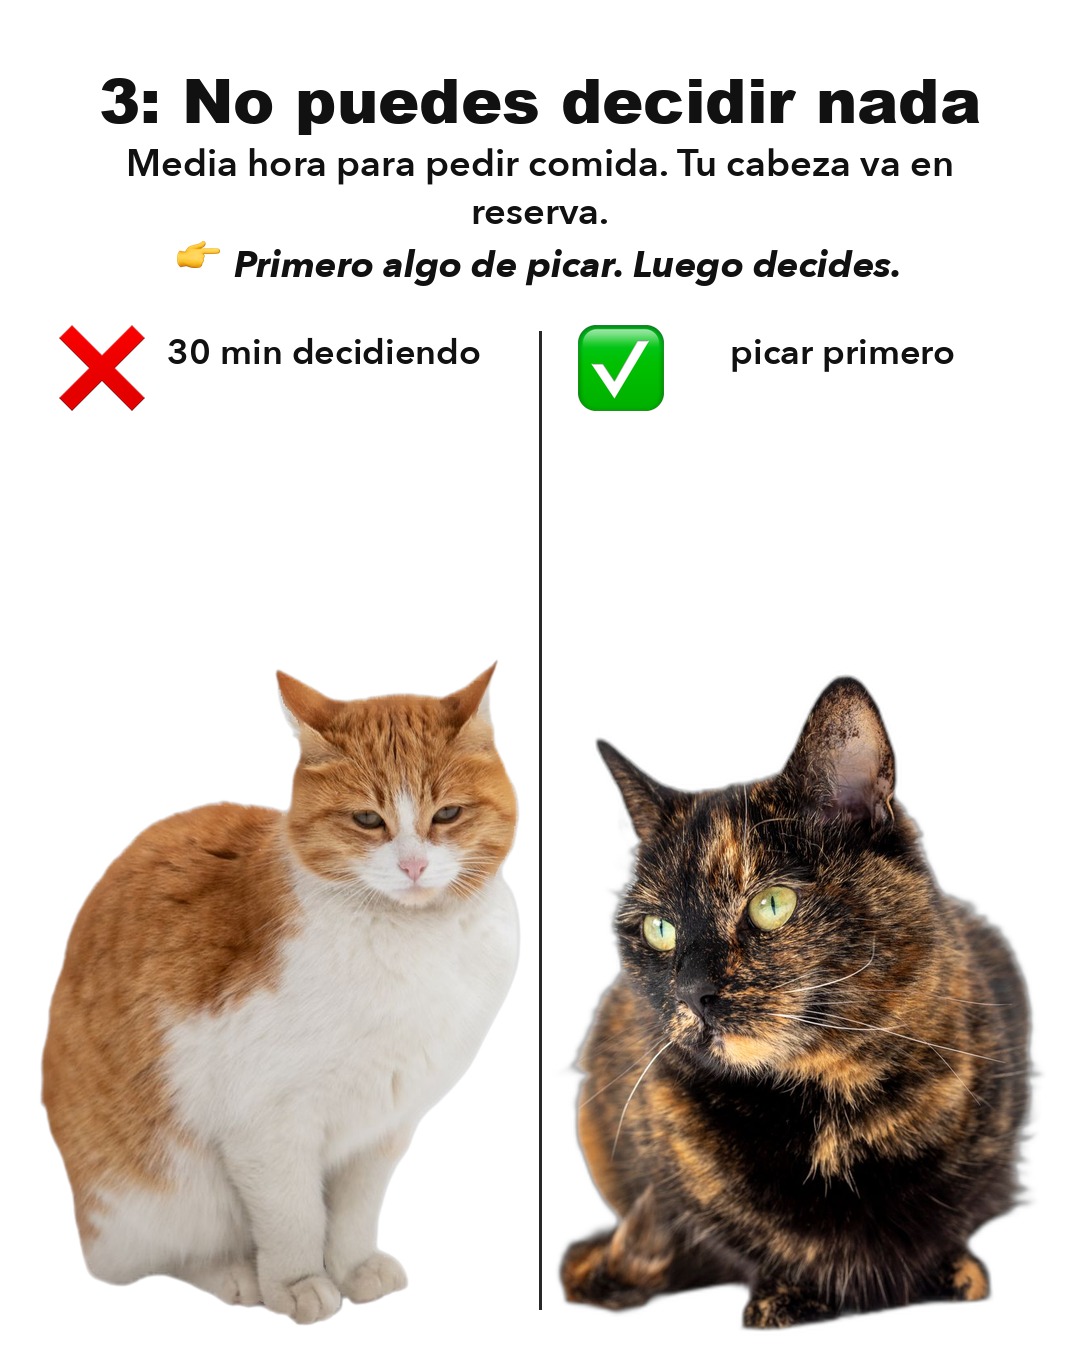 3: No puedes decidir nada
Media hora para pedir comida. Tu cabeza va en
reserva.
👉 Primero algo de picar. Luego decides.
❌ 30 min decidiendo
✅ picar primero